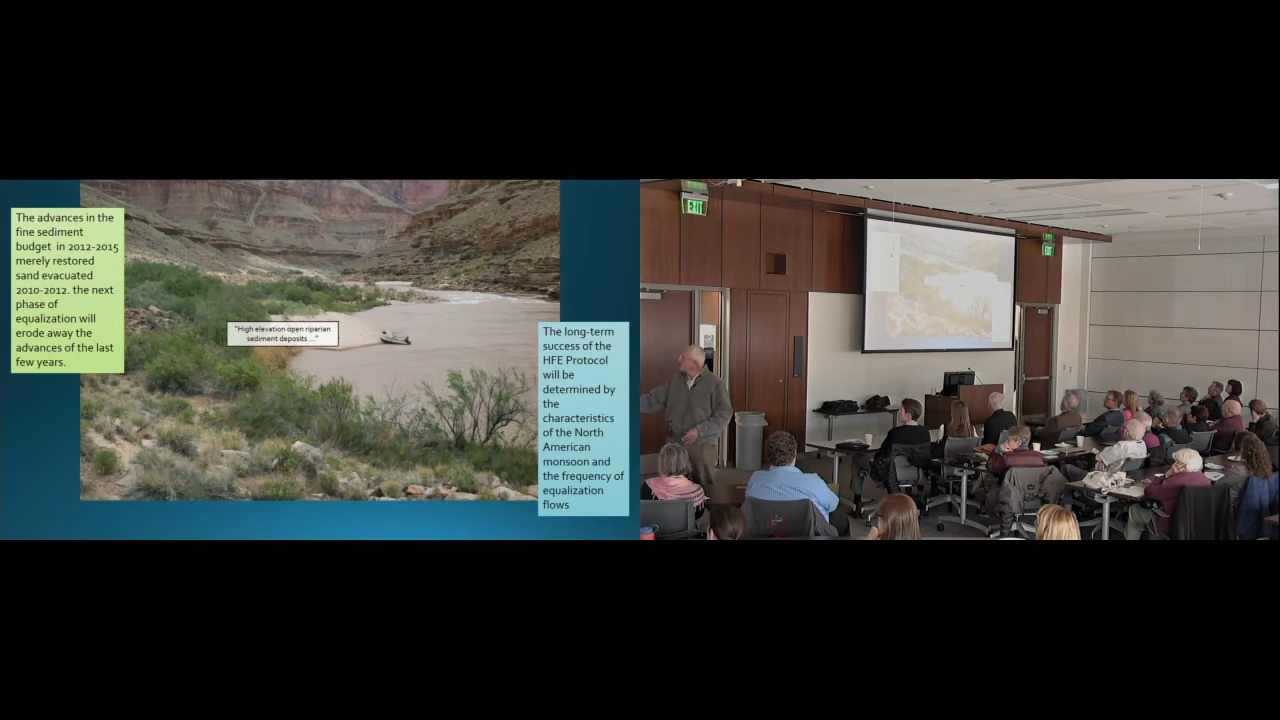 The advances in the
fine sediment
budget in 2012-2015
merely restored
sand evacuated
2010-2012. the next
phase of
equalization will
erode away the
advances of the last
few years.
"High elevation open riparian
sediment deposits ..."
The long-term
success of the
HFE Protocol
will be
determined by
the
characteristics
of the North
American
monsoon and
the frequency of
equalization
flows
EXIT
EXIT